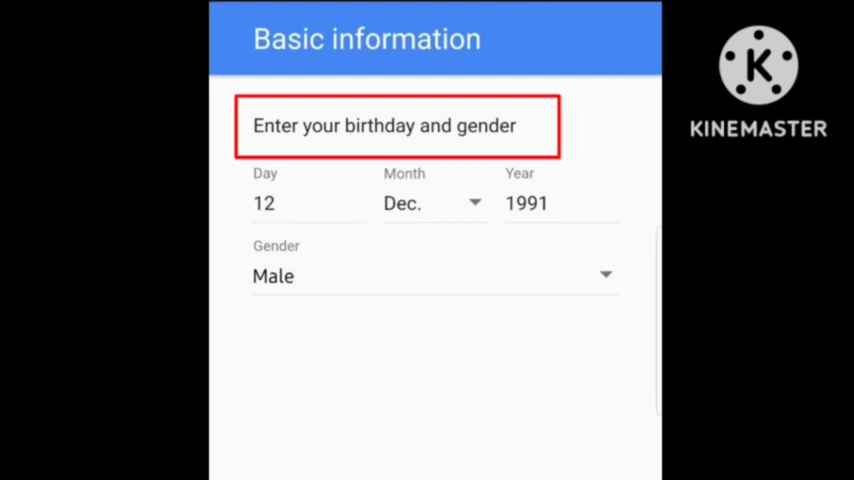 Basic information
KINEMASTER
Enter your birthday and gender
Day Month Year
12 Dec. 1991
Gender
Male